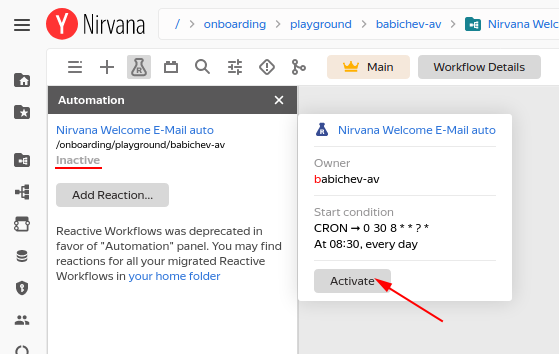 Y Nirvana
/ > onboarding > playground > babichev-av > Nirvana Welc
Main
Workflow Details
Automation
Nirvana Welcome E-Mail auto
/onboarding/playground/babichev-av
Inactive
Add Reaction...
Reactive Workflows was deprecated in
favor of "Automation" panel. You may find
reactions for all your migrated Reactive
Workflows in your home folder
Nirvana Welcome E-Mail auto
Owner
babichev-av
Start condition
CRON → 0 30 8 * * ? *
At 08:30, every day
Activate